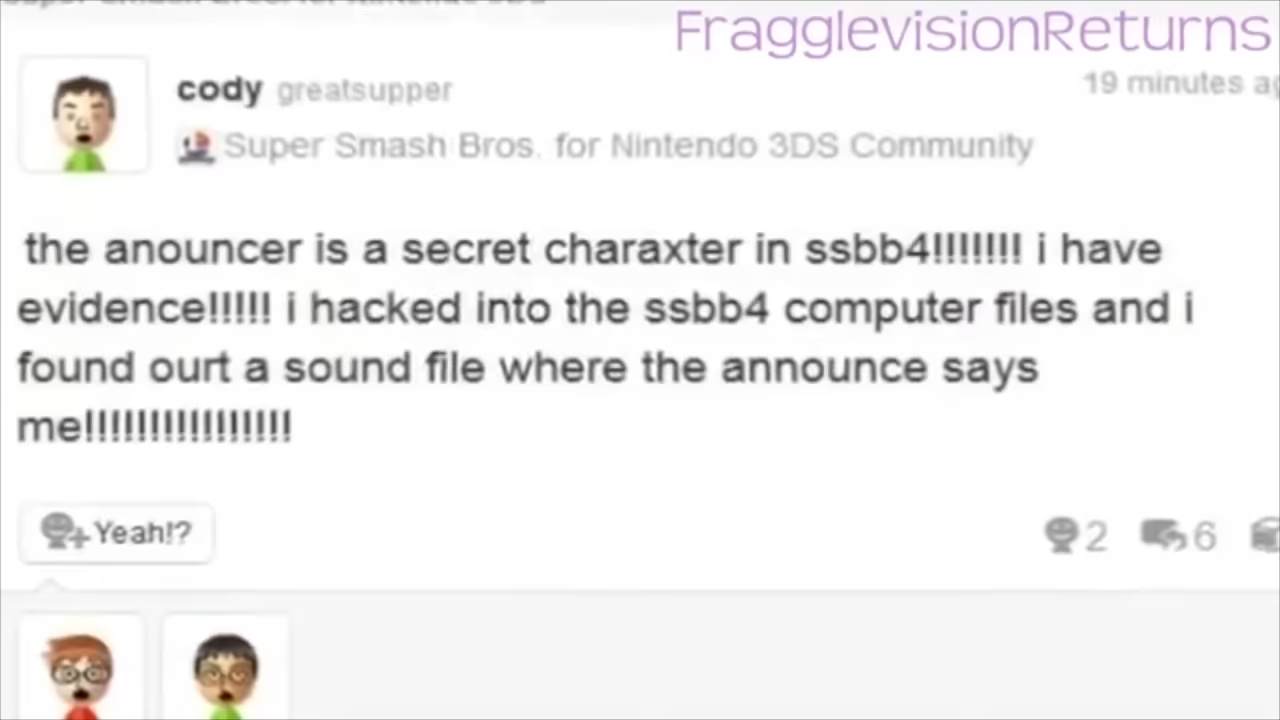 FragglevisionReturns
cody greatsupper
19 minutes
Super Smash Bros. for Nintendo 3DS Community
the anouncer is a secret charaxter in ssbb4!!!!!!! i have
evidence!!!!! i hacked into the ssbb4 computer files and i
found ourt a sound file where the announce says
me!!!!!!!!!!!!!!!!
Yeah!?
2 6